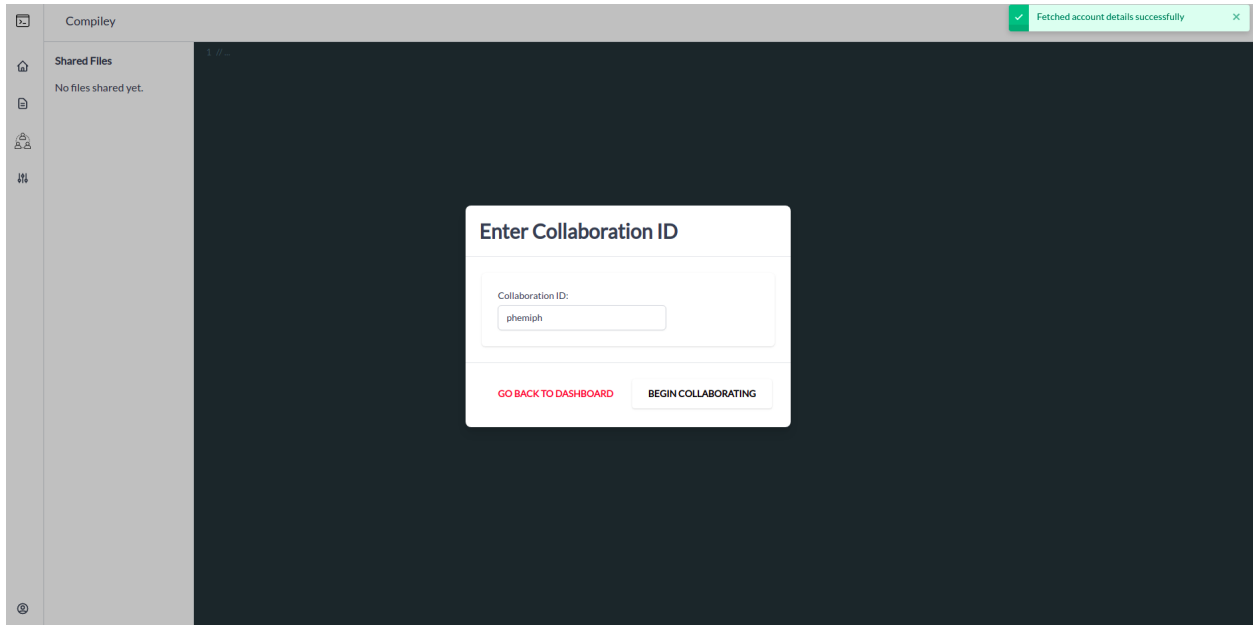 Compiley
Fetched account details successfully
Shared Files
No files shared yet.
1 // ...
Enter Collaboration ID
Collaboration ID:
phemiph
GO BACK TO DASHBOARD
BEGIN COLLABORATING